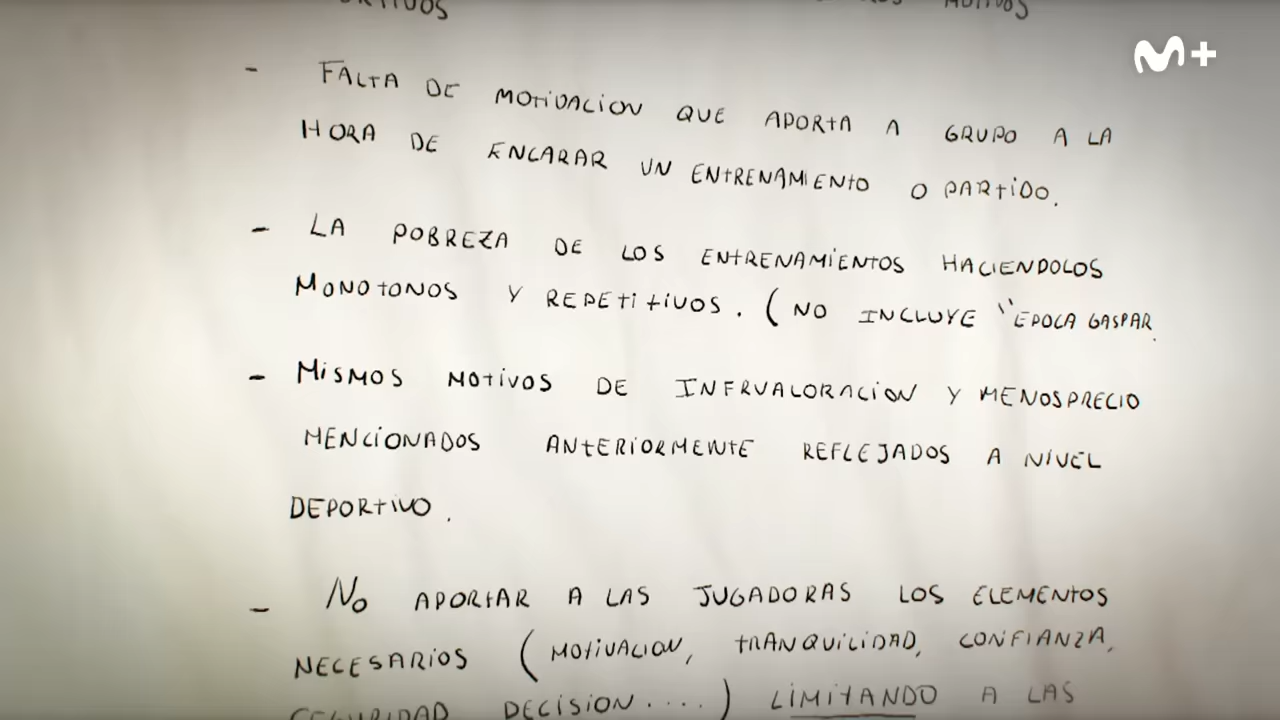 MOTIVOS
M+
- FALTA DE MOTIVACION QUE APORTA A GRUPO A LA
HORA DE ENCARAR UN ENTRENAMIENTO O PARTIDO.
- LA POBREZA DE LOS ENTRENAMIENTOS HACIENDOLOS
MONOTONOS Y REPETITIVOS. (NO INCLUYE "EPOCA GASPAR.
- MISMOS MOTIVOS DE INFRVALORACION Y MENOSPRECIO
MENCIONADOS ANTERIORMENTE REFLEJADOS A NIVEL
DEPORTIVO.
- NO APORTAR A LAS JUGADORAS LOS ELEMENTOS
NECESARIOS (MOTIVACION, TRANQUILIDAD, CONFIANZA,
SEGURIDAD DECISION....) LIMITANDO A LAS